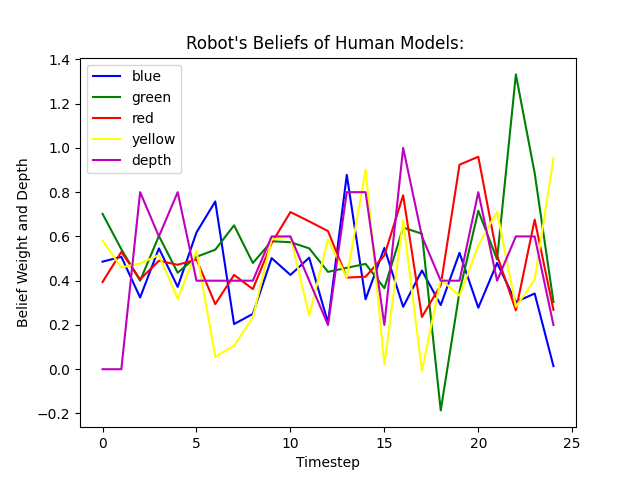 Robot's Beliefs of Human Models:
1.4
1.2
1.0
0.8
0.6
0.4
0.2
0.0
−0.2
Belief Weight and Depth
blue
green
red
yellow
depth
0 5 10 15 20 25
Timestep